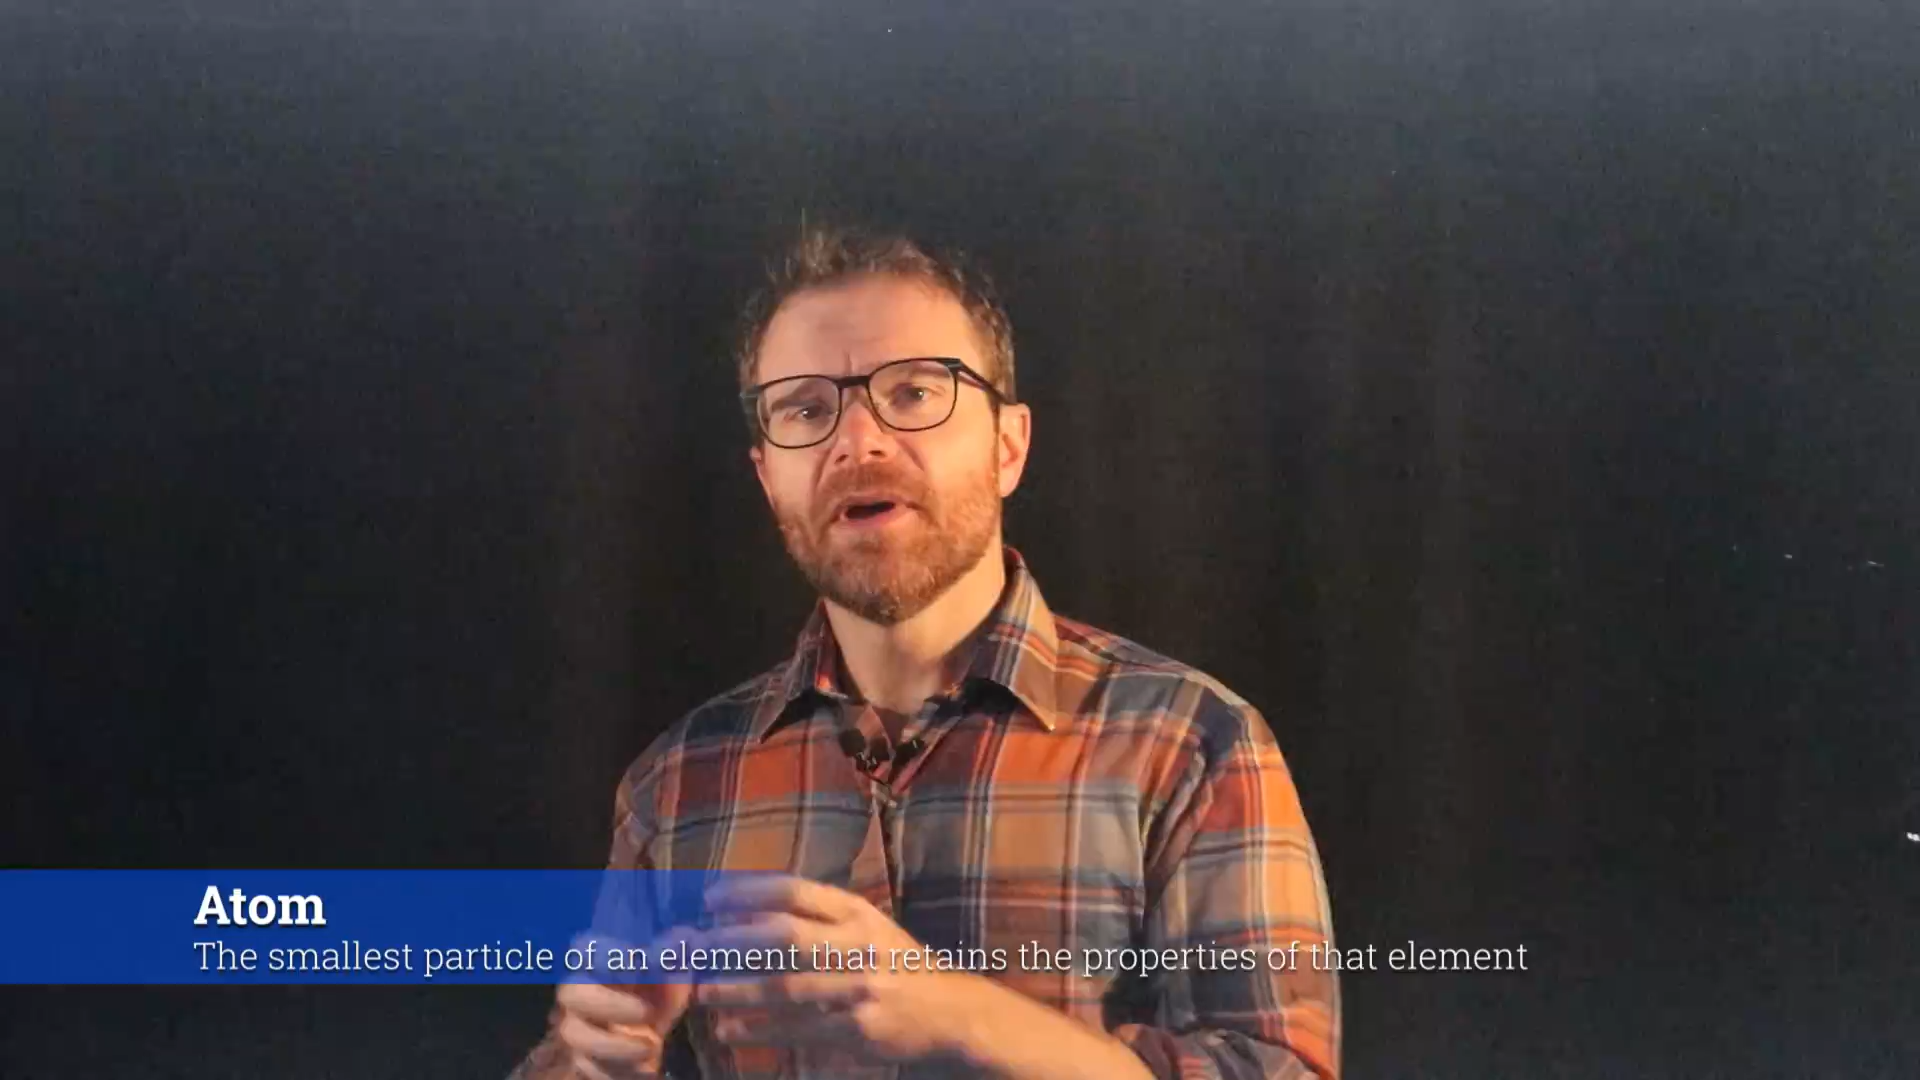 Atom
The smallest particle of an element that retains the properties of that element